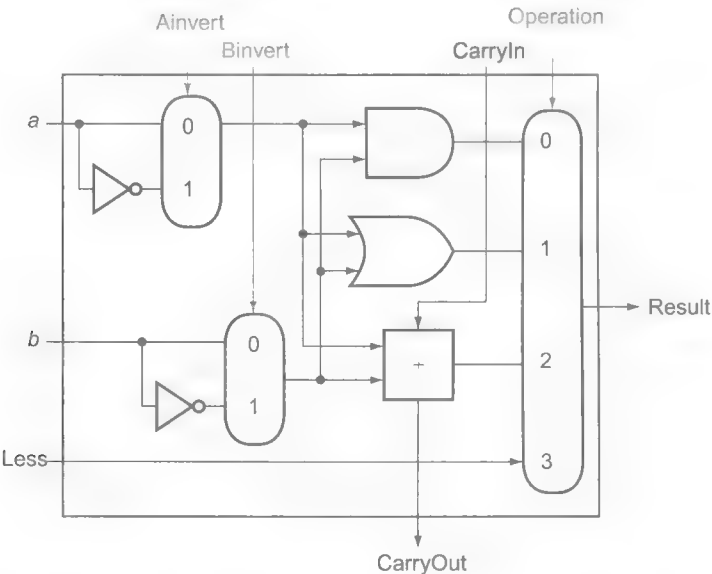 Ainvert
Operation
Binvert
CarryIn
a
0
1
0
1
Result
b
0
1
+
2
Less
3
CarryOut